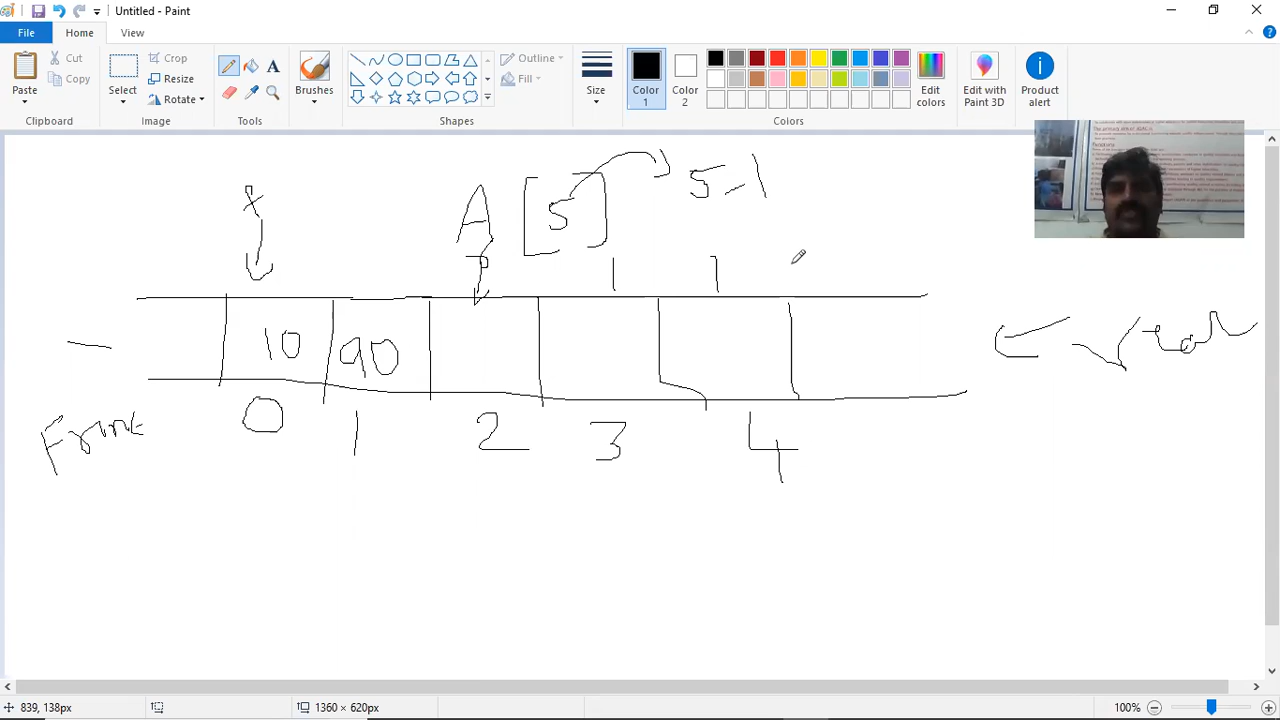 Untitled - Paint
File Home View
Paste Cut Copy Clipboard
Select Crop Resize Rotate Image
Tools
Brushes
Shapes Outline Fill
Size
Color 1
Color 2
Edit colors
Colors
Edit with Paint 3D
Product alert
A [5] 5-1
10 90
0 1 2 3 4
839, 138px
1360 × 620px
100%